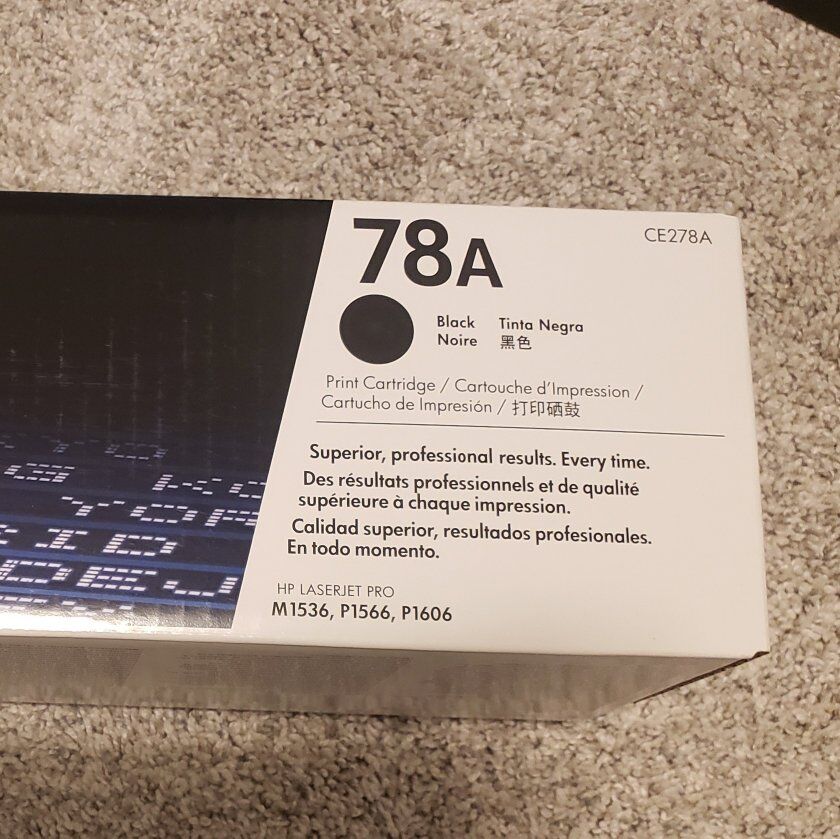 78A
CE278A
Black Tinta Negra
Noire 黑色
Print Cartridge / Cartouche d'Impression /
Cartucho de Impresión / 打印硒鼓
Superior, professional results. Every time.
Des résultats professionnels et de qualité
supérieure à chaque impression.
Calidad superior, resultados profesionales.
En todo momento.
HP LASERJET PRO
M1536, P1566, P1606